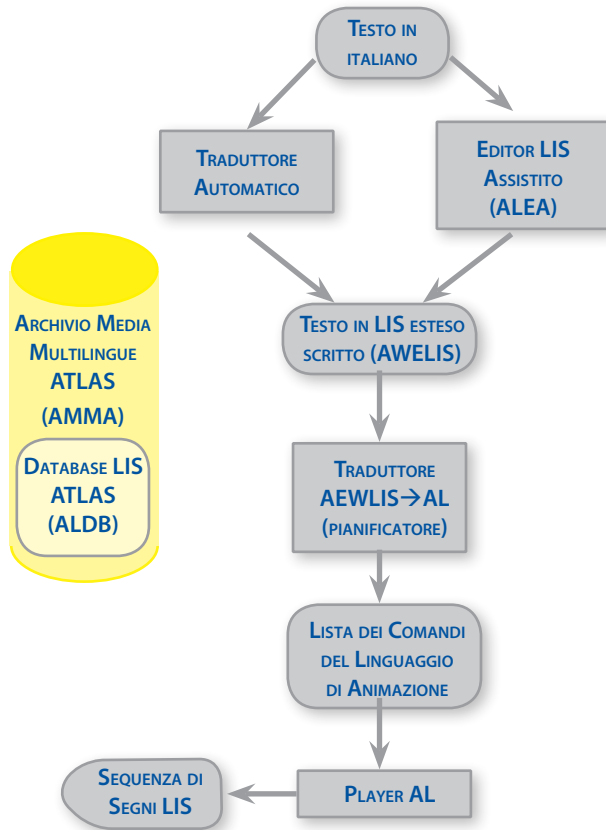 Testo in
italiano
Traduttore
Automatico
Editor LIS
Assistito
(ALEA)
Archivio Media
Multilingue
ATLAS
(AMMA)
Database LIS
ATLAS
(ALDB)
Testo in LIS esteso
scritto (AWELIS)
Traduttore
AEWLIS→AL
(pianificatore)
Lista dei Comandi
del Linguaggio
di Animazione
Sequenza di
Segni LIS
Player AL